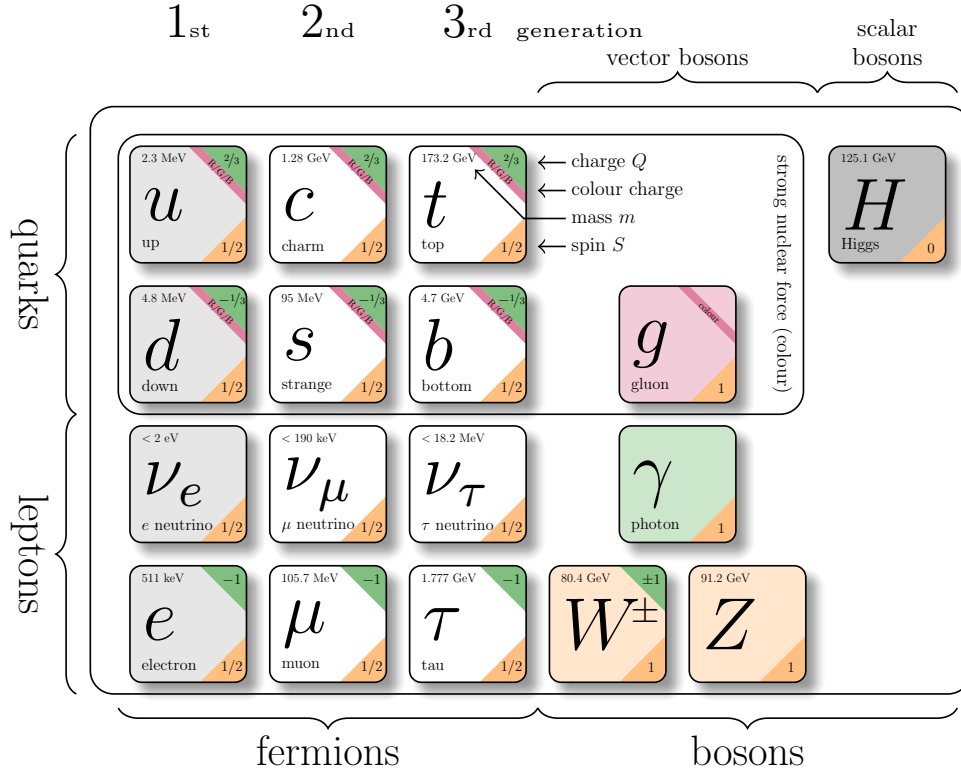 1st 2nd 3rd generation
vector bosons
scalar
bosons
quarks
2.3 MeV
2/3
R/G/B
u
up
1/2
1.28 GeV
2/3
R/G/B
c
charm
1/2
173.2 GeV
2/3
R/G/B
t
top
1/2
charge Q
colour charge
mass m
spin S
strong nuclear force (colour)
125.1 GeV
H
Higgs
0
4.8 MeV
−1/3
R/G/B
d
down
1/2
95 MeV
−1/3
R/G/B
s
strange
1/2
4.7 GeV
−1/3
R/G/B
b
bottom
1/2
colour
g
gluon
1
leptons
< 2 eV
νe
e neutrino
1/2
< 190 keV
νμ
μ neutrino
1/2
< 18.2 MeV
ντ
τ neutrino
1/2
γ
photon
1
511 keV
−1
e
electron
1/2
105.7 MeV
−1
μ
muon
1/2
1.777 GeV
−1
τ
tau
1/2
80.4 GeV
±1
W±
1
91.2 GeV
Z
1
fermions
bosons